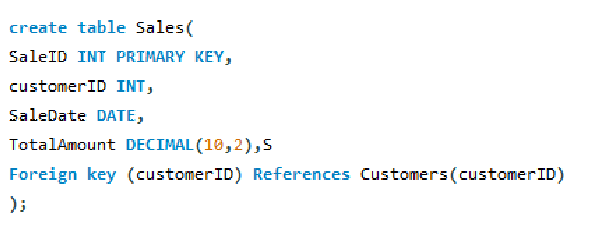 create table Sales(
SaleID INT PRIMARY KEY,
customerID INT,
SaleDate DATE,
TotalAmount DECIMAL(10,2),S
Foreign key (customerID) References Customers(customerID)
);